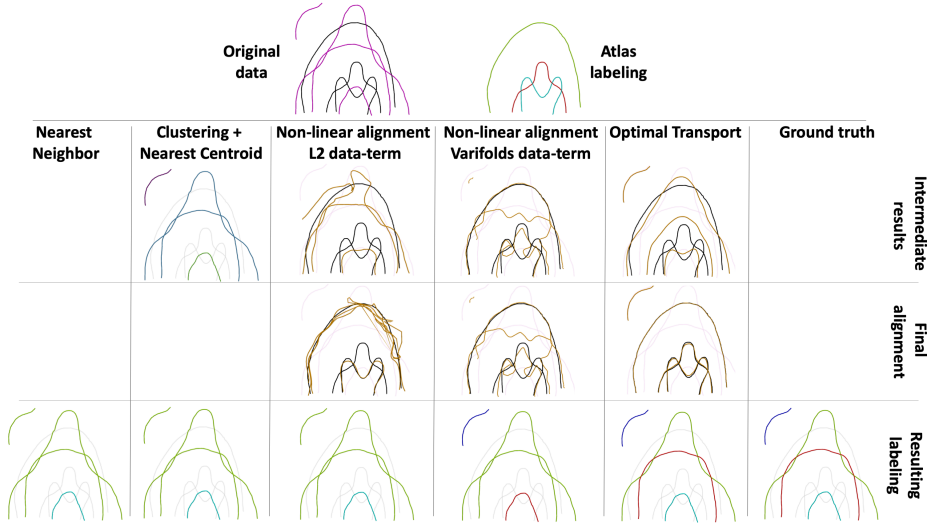 Original
data
Atlas
labeling
Nearest
Neighbor
Clustering +
Nearest Centroid
Non-linear alignment
L2 data-term
Non-linear alignment
Varifolds data-term
Optimal Transport
Ground truth
Intermediate
results
Final
alignment
Resulting
labeling